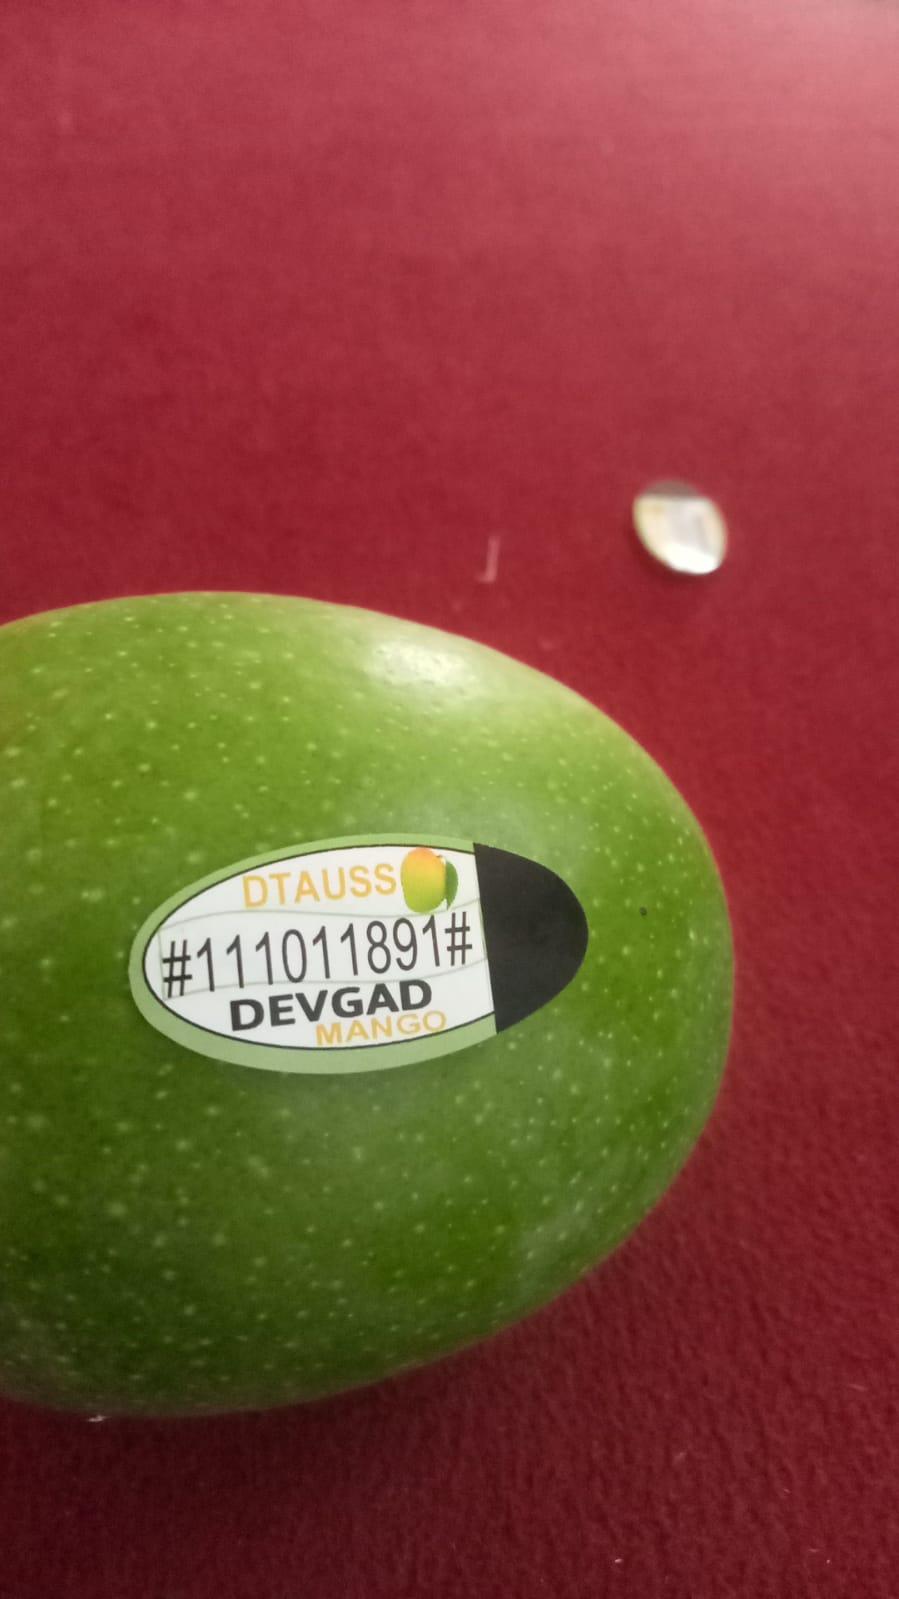 DTAUSS
#111011891#
DEVGAD
MANGO